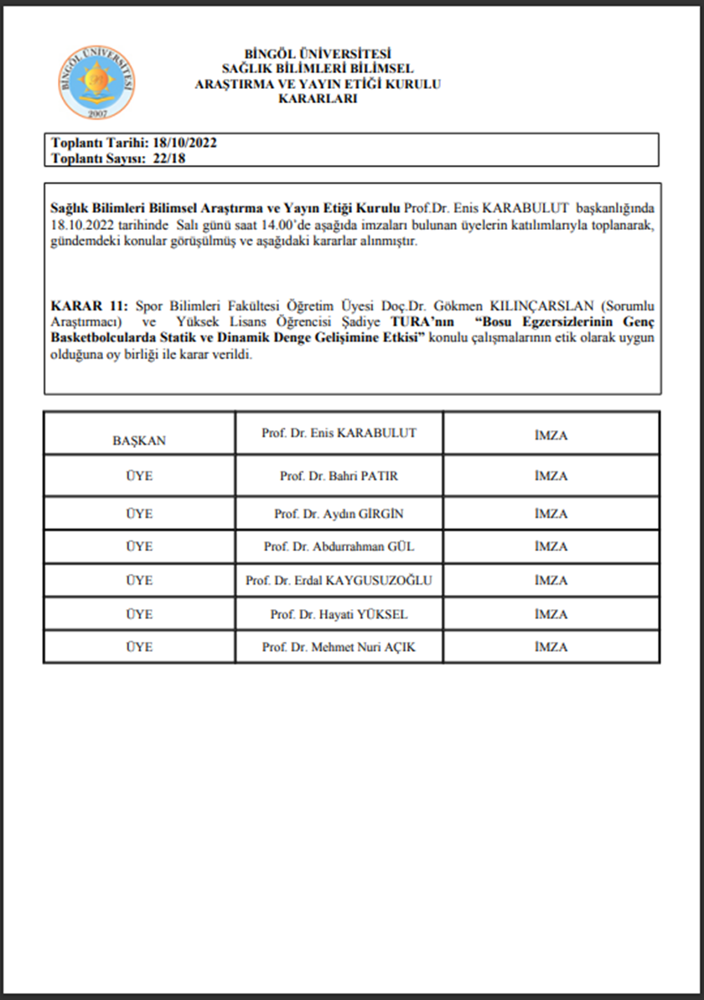 BİNGÖL ÜNİVERSİTESİ
2007
BİNGÖL ÜNİVERSİTESİ
SAĞLIK BİLİMLERİ BİLİMSEL
ARAŞTIRMA VE YAYIN ETİĞİ KURULU
KARARLARI
Toplantı Tarihi: 18/10/2022
Toplantı Sayısı: 22/18
Sağlık Bilimleri Bilimsel Araştırma ve Yayın Etiği Kurulu Prof.Dr. Enis KARABULUT başkanlığında
18.10.2022 tarihinde Salı günü saat 14.00’de aşağıda imzaları bulunan üyelerin katılımlarıyla toplanarak,
gündemdeki konular görüşülmüş ve aşağıdaki kararlar alınmıştır.
KARAR 11: Spor Bilimleri Fakültesi Öğretim Üyesi Doç.Dr. Gökmen KILINÇARSLAN (Sorumlu
Araştırmacı) ve Yüksek Lisans Öğrencisi Şadiye TURA’nın “Bosu Egzersizlerinin Genç
Basketbolcularda Statik ve Dinamik Denge Gelişimine Etkisi” konulu çalışmalarının etik olarak uygun
olduğuna oy birliği ile karar verildi.
BAŞKAN Prof. Dr. Enis KARABULUT İMZA
ÜYE Prof. Dr. Bahri PATIR İMZA
ÜYE Prof. Dr. Aydın GİRGİN İMZA
ÜYE Prof. Dr. Abdurrahman GÜL İMZA
ÜYE Prof. Dr. Erdal KAYGUSUZOĞLU İMZA
ÜYE Prof. Dr. Hayati YÜKSEL İMZA
ÜYE Prof. Dr. Mehmet Nuri AÇIK İMZA